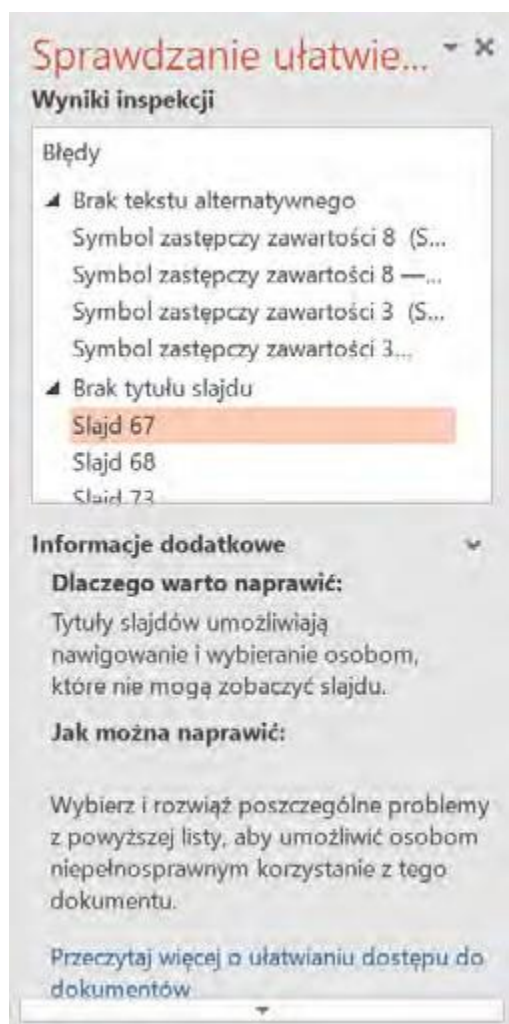 Sprawdzanie ułatwie...
Wyniki inspekcji
Błędy
Brak tekstu alternatywnego
Symbol zastępczy zawartości 8 (S...
Symbol zastępczy zawartości 8 —...
Symbol zastępczy zawartości 3 (S...
Symbol zastępczy zawartości 3...
Brak tytułu slajdu
Slajd 67
Slajd 68
Slajd 73
Informacje dodatkowe
Dlaczego warto naprawić:
Tytuły slajdów umożliwiają
nawigowanie i wybieranie osobom,
które nie mogą zobaczyć slajdu.
Jak można naprawić:
Wybierz i rozwiąż poszczególne problemy
z powyższej listy, aby umożliwić osobom
niepełnosprawnym korzystanie z tego
dokumentu.
Przeczytaj więcej o ułatwianiu dostępu do
dokumentów